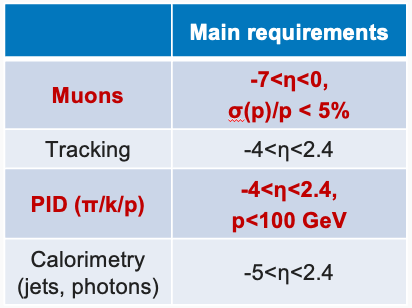 Main requirements
Muons
-7<η<0,
σ(p)/p < 5%
Tracking
-4<η<2.4
PID (π/k/p)
-4<η<2.4,
p<100 GeV
Calorimetry
(jets, photons)
-5<η<2.4